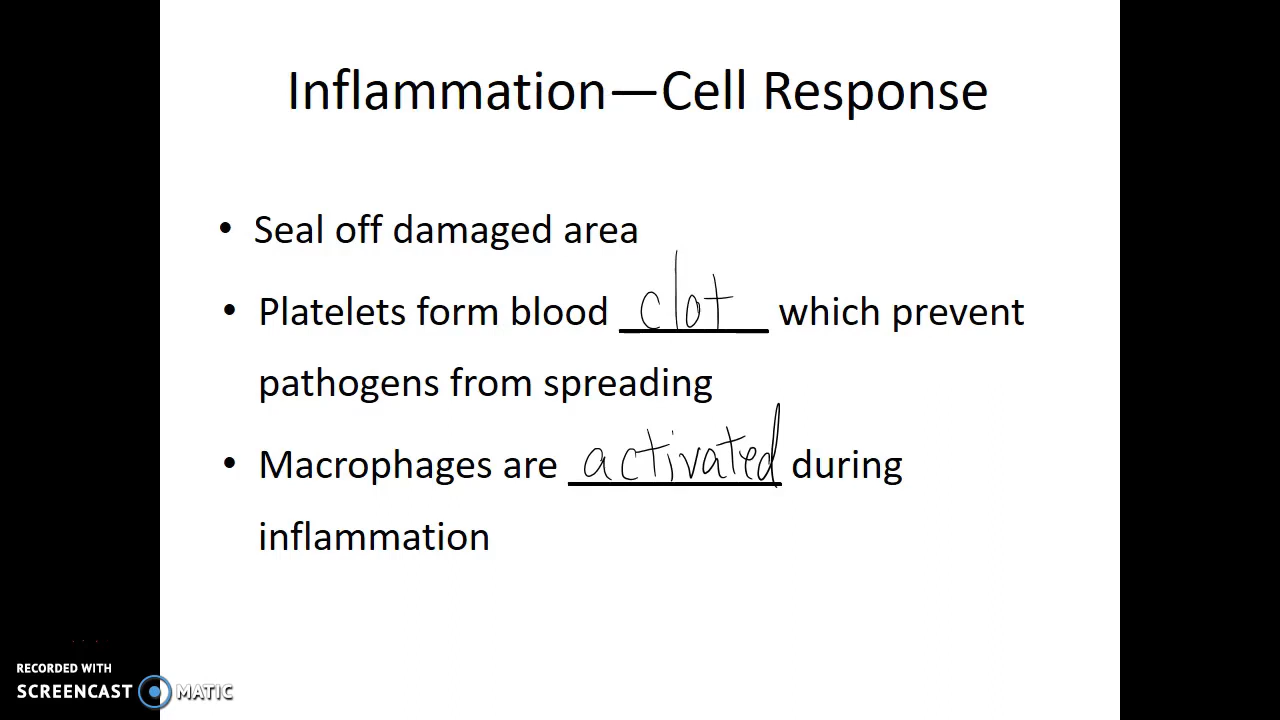 Inflammation—Cell Response
• Seal off damaged area
• Platelets form blood clot which prevent
pathogens from spreading
• Macrophages are activated during
inflammation
RECORDED WITH
SCREENCAST MATIC